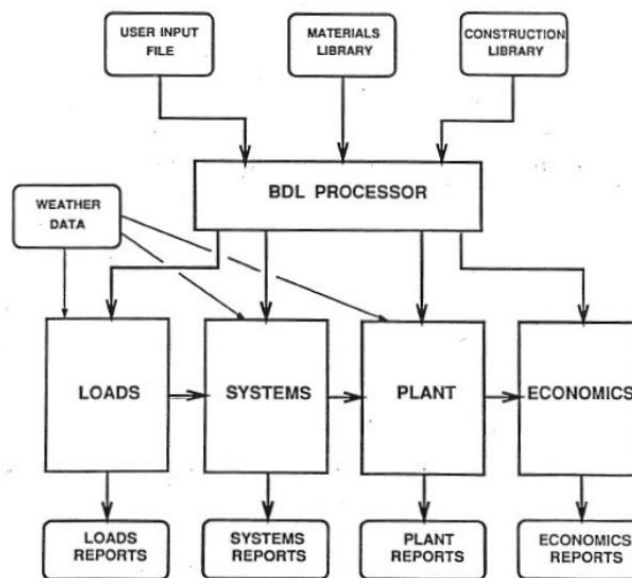 USER INPUT
FILE
MATERIALS
LIBRARY
CONSTRUCTION
LIBRARY
BDL PROCESSOR
WEATHER
DATA
LOADS
SYSTEMS
PLANT
ECONOMICS
LOADS
REPORTS
SYSTEMS
REPORTS
PLANT
REPORTS
ECONOMICS
REPORTS